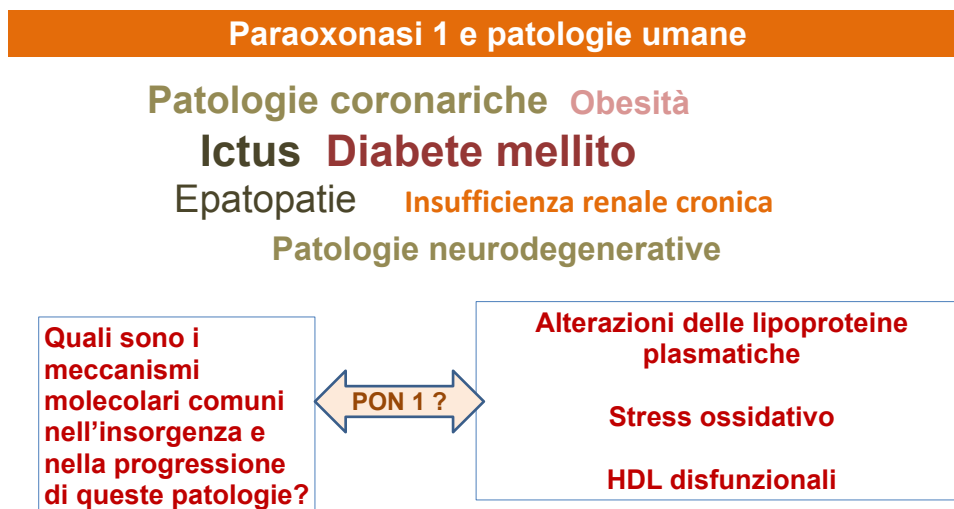 Paraoxonasi 1 e patologie umane
Patologie coronariche Obesità
Ictus Diabete mellito
Epatopatie Insufficienza renale cronica
Patologie neurodegenerative
Quali sono i
meccanismi
molecolari comuni
nell'insorgenza e
nella progressione
di queste patologie?
PON 1 ?
Alterazioni delle lipoproteine
plasmatiche
Stress ossidativo
HDL disfunzionali